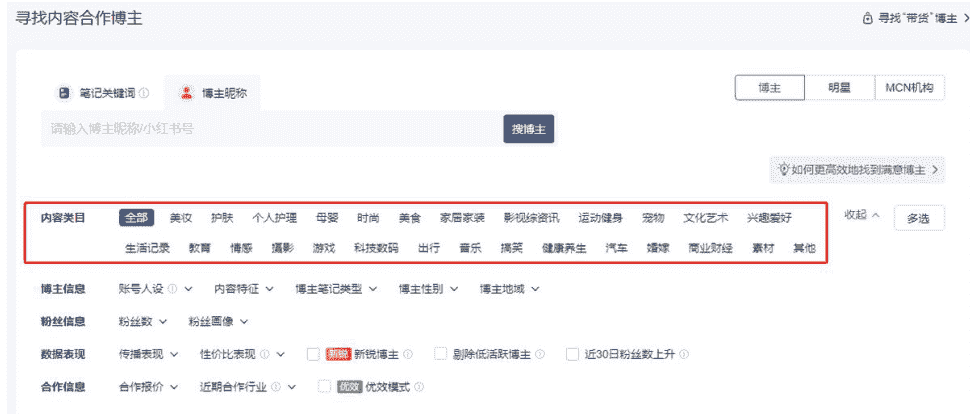 寻找内容合作博主
寻找“带货”博主
笔记关键词 博主昵称
博主 明星 MCN机构
请输入博主昵称/小红书号 搜博主
如何更高效地找到满意博主
内容类目 全部 美妆 护肤 个人护理 母婴 时尚 美食 家居家装 影视综资讯 运动健身 宠物 文化艺术 兴趣爱好 收起 多选
生活记录 教育 情感 摄影 游戏 科技数码 出行 音乐 搞笑 健康养生 汽车 婚嫁 商业财经 素材 其他
博主信息 账号人设 内容特征 博主笔记类型 博主性别 博主地域
粉丝信息 粉丝数 粉丝画像
数据表现 传播表现 性价比表现 新锐 新锐博主 剔除低活跃博主 近30日粉丝数上升
合作信息 合作报价 近期合作行业 优效 优效模式